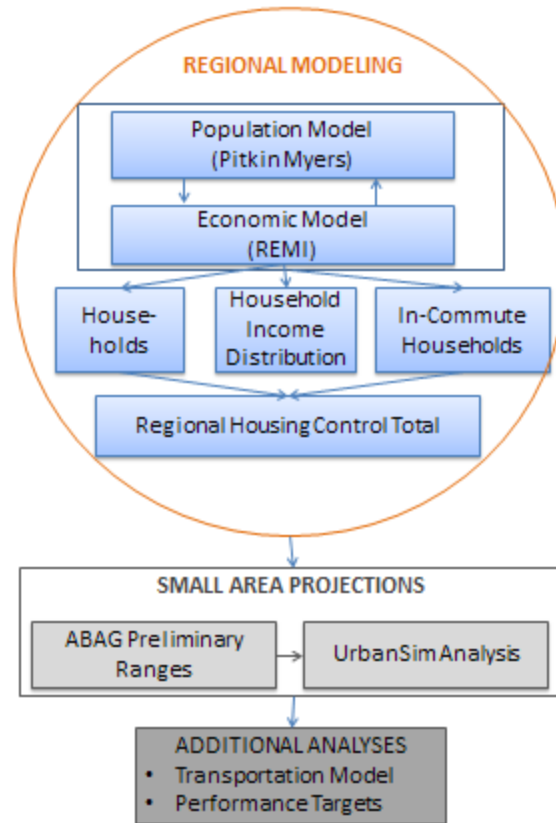 REGIONAL MODELING
Population Model
(Pitkin Myers)
Economic Model
(REMI)
House-
holds
Household
Income
Distribution
In-Commute
Households
Regional Housing Control Total
SMALL AREA PROJECTIONS
ABAG Preliminary
Ranges
UrbanSim Analysis
ADDITIONAL ANALYSES
• Transportation Model
• Performance Targets